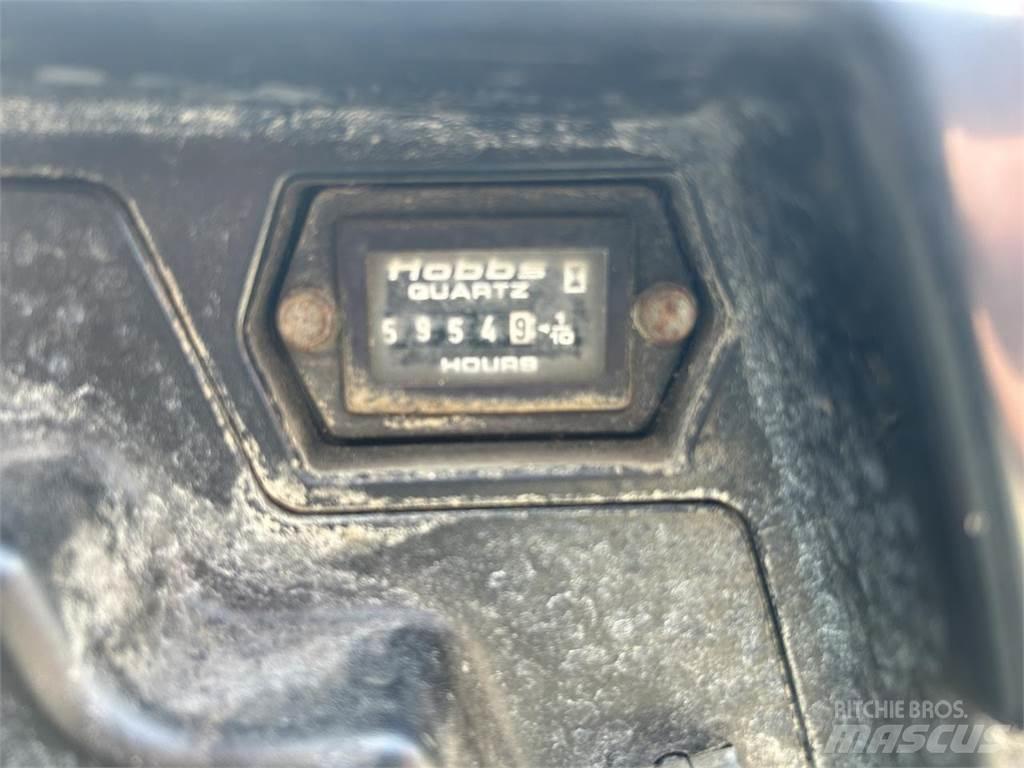 Hobbs
QUARTZ
5 9 5 4 9 1/10
HOURS
RITCHIE BROS.
MASCUS